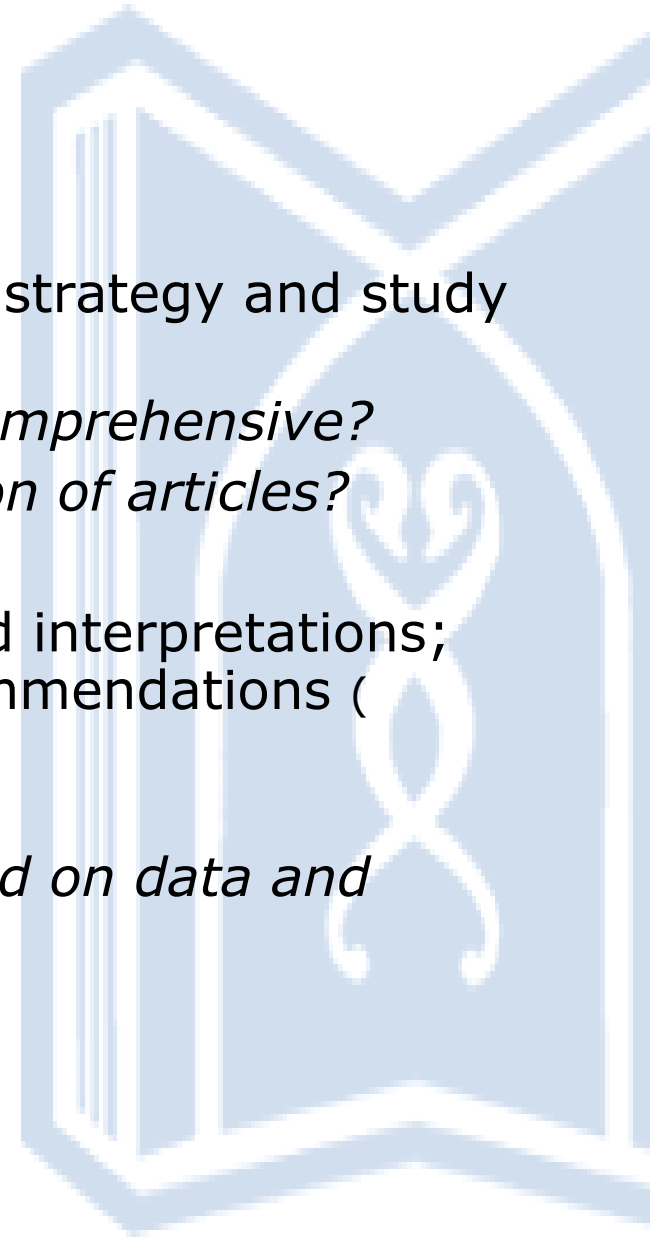 strategy and study
mprehensive?
on of articles?
d interpretations;
mmendations (
d on data and